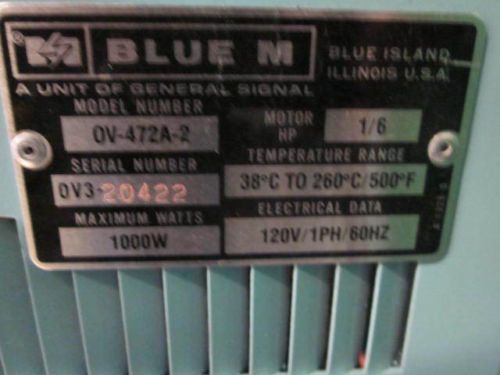 ® BLUE M
BLUE ISLAND
ILLINOIS U.S.A.
A UNIT OF GENERAL SIGNAL
MODEL NUMBER
OV-472A-2
MOTOR
HP
1/6
SERIAL NUMBER
OV3-20422
TEMPERATURE RANGE
38°C TO 260°C/500°F
MAXIMUM WATTS
1000W
ELECTRICAL DATA
120V/1PH/60HZ